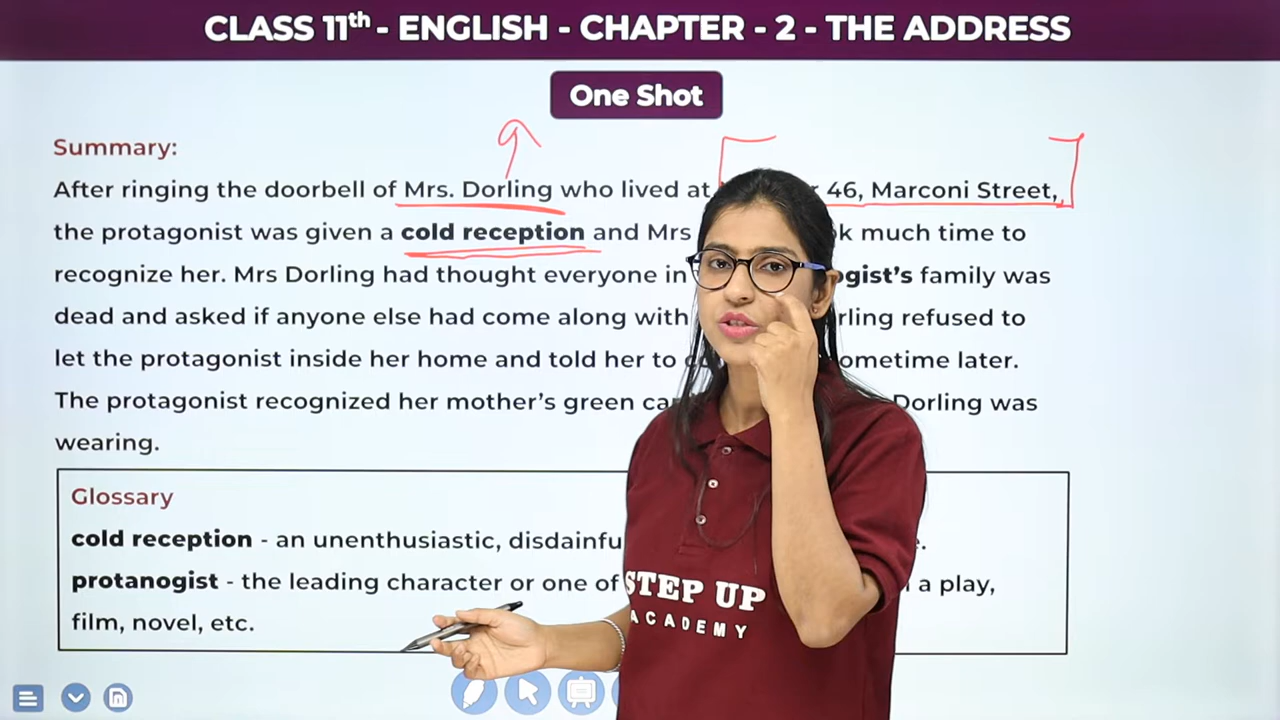 CLASS 11th - ENGLISH - CHAPTER - 2 - THE ADDRESS
One Shot
Summary:
After ringing the doorbell of Mrs. Dorling who lived at 46, Marconi Street,
the protagonist was given a cold reception and Mrs much time to
recognize her. Mrs Dorling had thought everyone in family was
dead and asked if anyone else had come along with refused to
let the protagonist inside her home and told her to later.
The protagonist recognized her mother's green Dorling was
wearing.
Glossary
cold reception - an unenthusiastic,
protanogist - the leading character or one of a play,
film, novel, etc.
STEP UP
ACADEMY